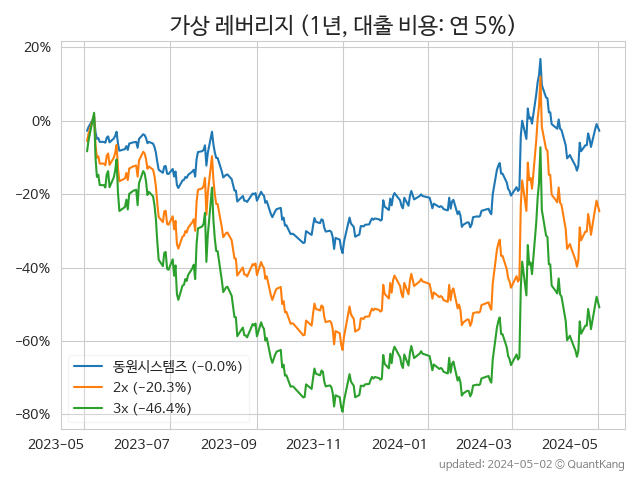 가상 레버리지 (1년, 대출 비용: 연 5%)
20%
0%
−20%
−40%
−60%
−80%
동원시스템즈 (−0.0%)
2x (−20.3%)
3x (−46.4%)
2023-05 2023-07 2023-09 2023-11 2024-01 2024-03 2024-05
updated: 2024-05-02 © QuantKang